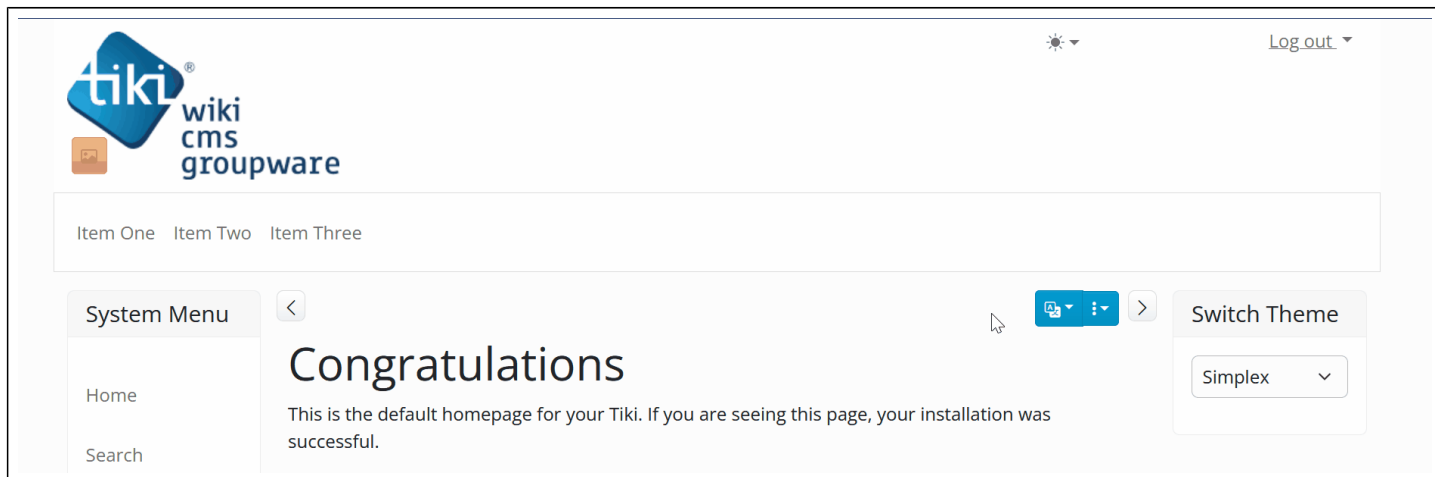 Log out
tiki®
wiki
cms
groupware
Item One Item Two Item Three
System Menu
Switch Theme
Congratulations
Simplex
Home
This is the default homepage for your Tiki. If you are seeing this page, your installation was
successful.
Search